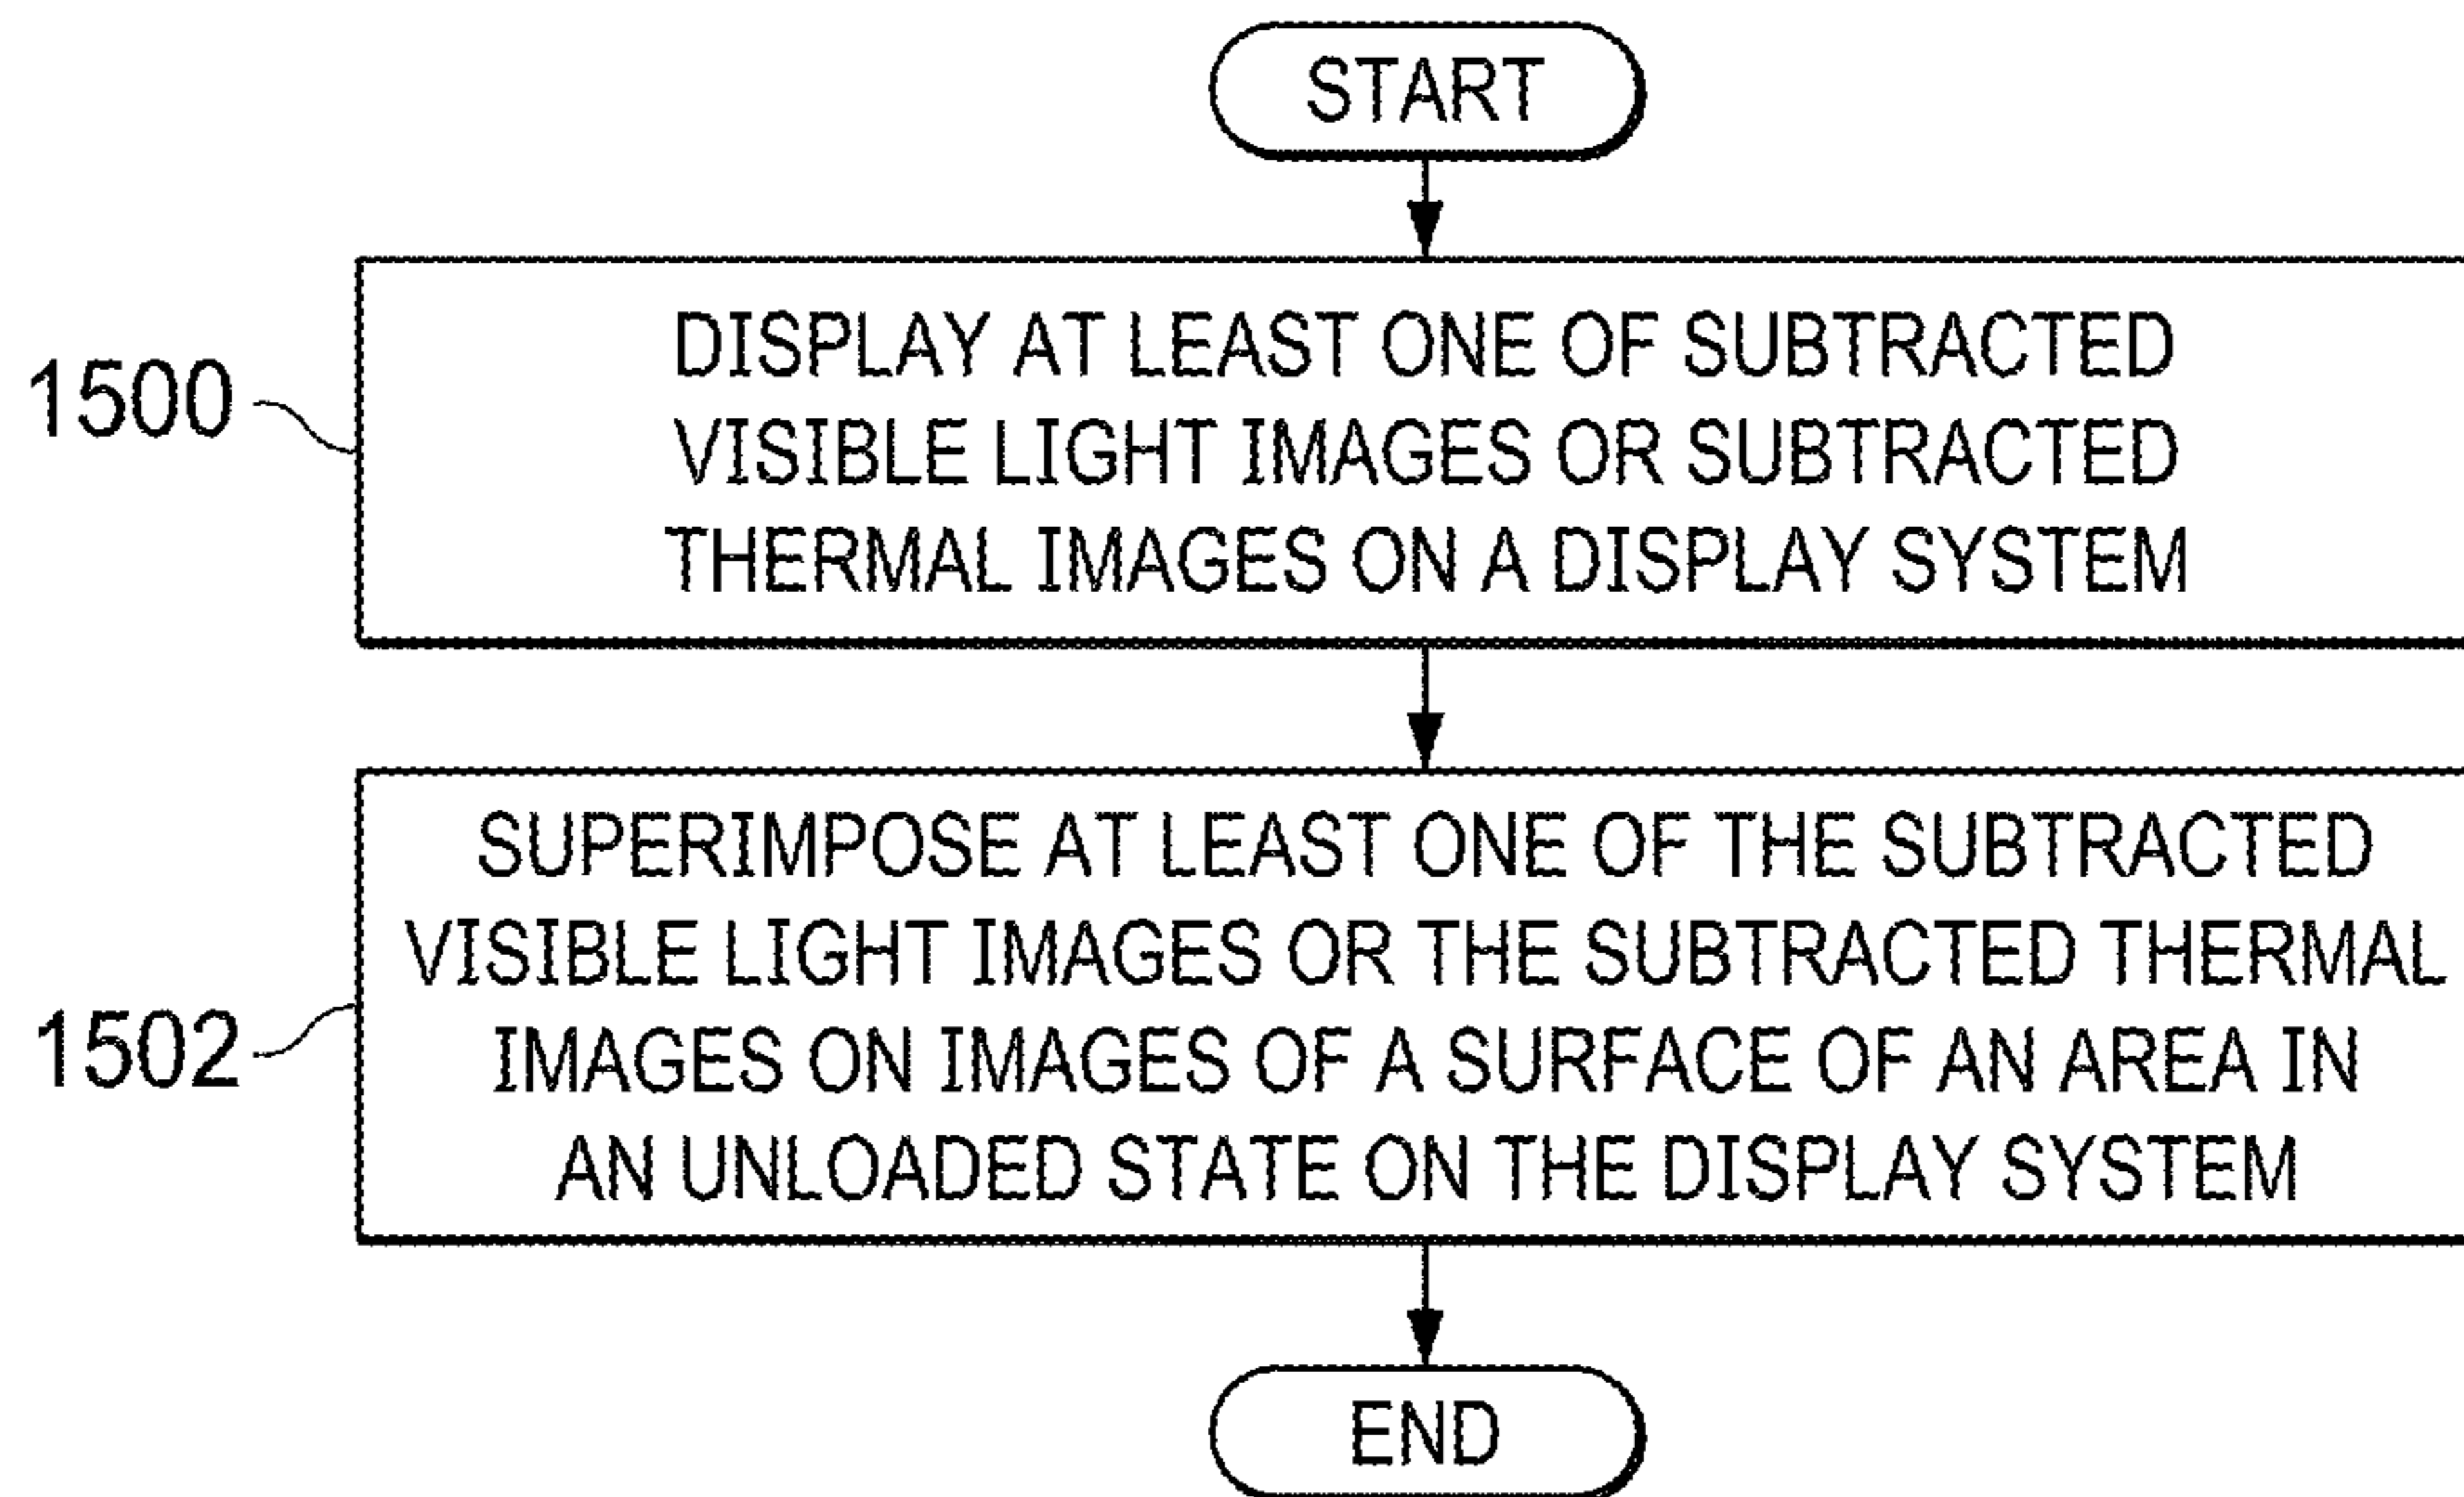 START
1500
DISPLAY AT LEAST ONE OF SUBTRACTED
VISIBLE LIGHT IMAGES OR SUBTRACTED
THERMAL IMAGES ON A DISPLAY SYSTEM
1502
SUPERIMPOSE AT LEAST ONE OF THE SUBTRACTED
VISIBLE LIGHT IMAGES OR THE SUBTRACTED THERMAL
IMAGES ON IMAGES OF A SURFACE OF AN AREA IN
AN UNLOADED STATE ON THE DISPLAY SYSTEM
END